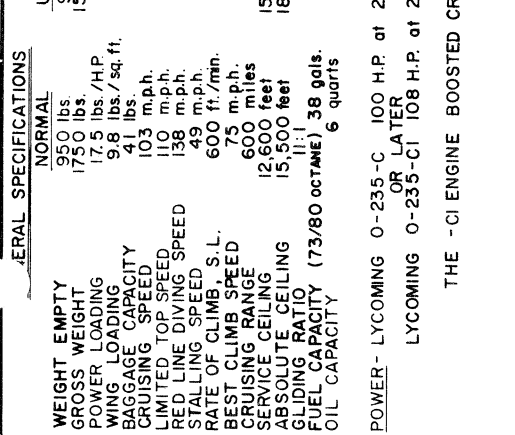 ERAL SPECIFICATIONS
NORMAL
WEIGHT EMPTY 950 lbs.
GROSS WEIGHT 1750 lbs.
POWER LOADING 17.5 lbs./H.P.
WING LOADING 9.8 lbs./sq.ft.
BAGGAGE CAPACITY 41 lbs.
CRUISING SPEED 103 m.p.h.
LIMITED TOP SPEED 110 m.p.h.
RED LINE DIVING SPEED 138 m.p.h.
STALLING SPEED 49 m.p.h.
RATE OF CLIMB, S.L. 600 ft./min.
BEST CLIMB SPEED 75 m.p.h.
CRUISING RANGE 600 miles
SERVICE CEILING 12,600 feet 15
ABSOLUTE CEILING 15,500 feet 18
GLIDING RATIO 11:1
FUEL CAPACITY (73/80 OCTANE) 38 gals.
OIL CAPACITY 6 quarts
POWER- LYCOMING O-235-C 100 H.P. at 2
OR LATER
LYCOMING O-235-C1 108 H.P. at 2
THE -C1 ENGINE BOOSTED CR